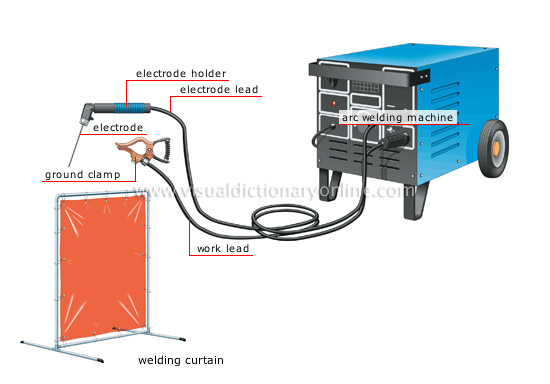 electrode holder
electrode lead
arc welding machine
electrode
ground clamp
www.visualdictionaryonline.com
work lead
welding curtain